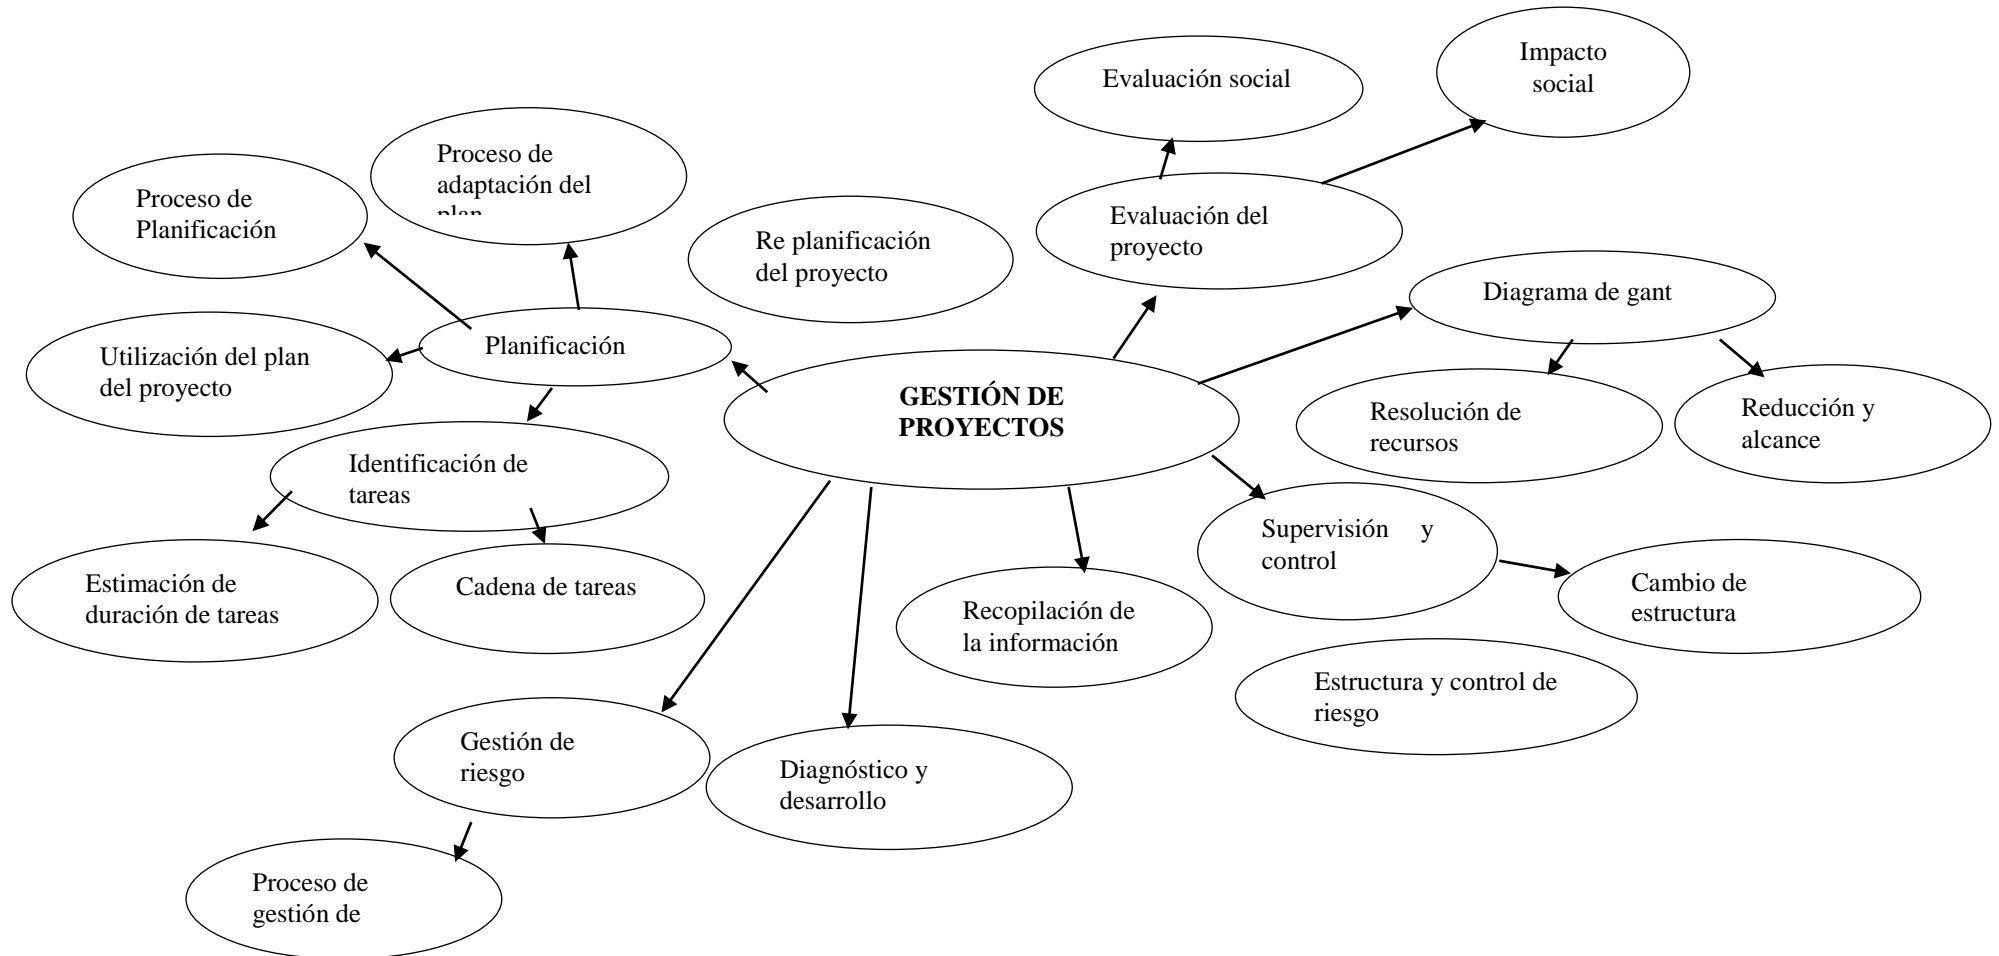 Impacto
social
Evaluación social
Proceso de
adaptación del
plan
Proceso de
Planificación
Evaluación del
proyecto
Re planificación
del proyecto
Diagrama de gant
Planificación
Utilización del plan
del proyecto
GESTIÓN DE
PROYECTOS
Resolución de
recursos
Reducción y
alcance
Identificación de
tareas
Supervisión y
control
Estimación de
duración de tareas
Cadena de tareas
Recopilación de
la información
Cambio de
estructura
Estructura y control de
riesgo
Gestión de
riesgo
Diagnóstico y
desarrollo
Proceso de
gestión de